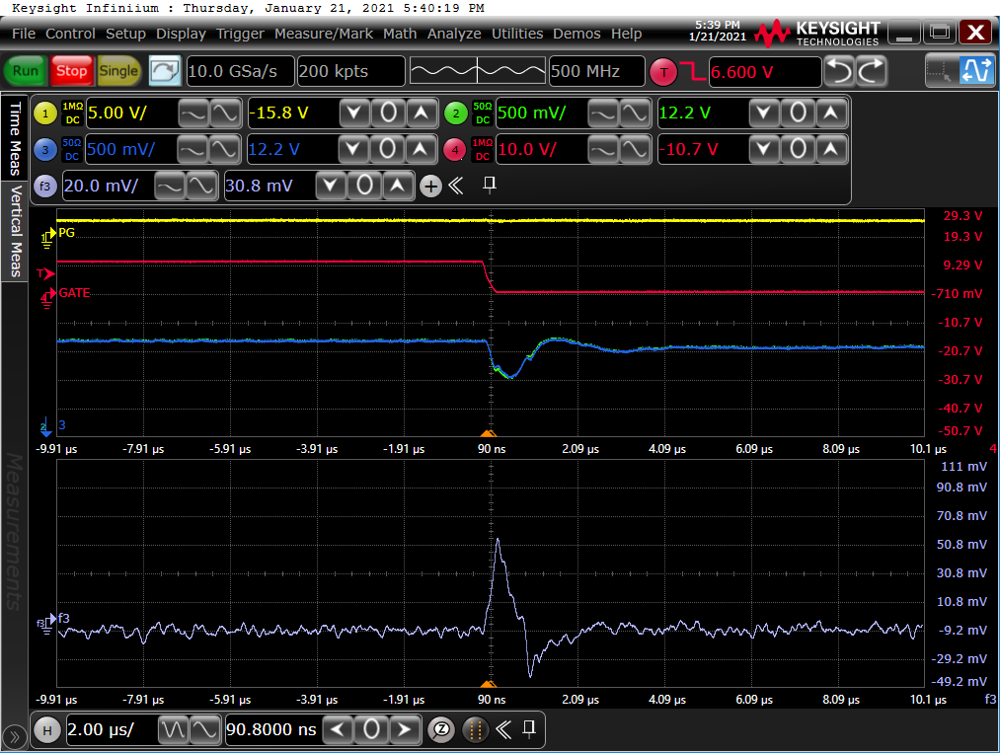 Keysight Infiniium : Thursday, January 21, 2021 5:40:19 PM
File Control Setup Display Trigger Measure/Mark Math Analyze Utilities Demos Help 5:39 PM 1/21/2021 KEYSIGHT TECHNOLOGIES X
Run Stop Single 10.0 GSa/s 200 kpts 500 MHz T 6.600 V
1 1MΩ DC 5.00 V/ -15.8 V 0 2 50Ω DC 500 mV/ 12.2 V 0
3 50Ω DC 500 mV/ 12.2 V 0 4 1MΩ DC 10.0 V/ -10.7 V 0
f3 20.0 mV/ 30.8 mV 0 +
Time Meas
Vertical Meas
Measurements
29.3 V
1 PG
19.3 V
T
9.29 V
4 GATE
-710 mV
-10.7 V
-20.7 V
-30.7 V
-40.7 V
2 3
-50.7 V
-9.91 µs -7.91 µs -5.91 µs -3.91 µs -1.91 µs 90 ns 2.09 µs 4.09 µs 6.09 µs 8.09 µs 10.1 µs 4
111 mV
90.8 mV
70.8 mV
50.8 mV
30.8 mV
10.8 mV
f3 f3
-9.2 mV
-29.2 mV
-49.2 mV
-9.91 µs -7.91 µs -5.91 µs -3.91 µs -1.91 µs 90 ns 2.09 µs 4.09 µs 6.09 µs 8.09 µs 10.1 µs f3
H 2.00 µs/ 90.8000 ns 0 Z